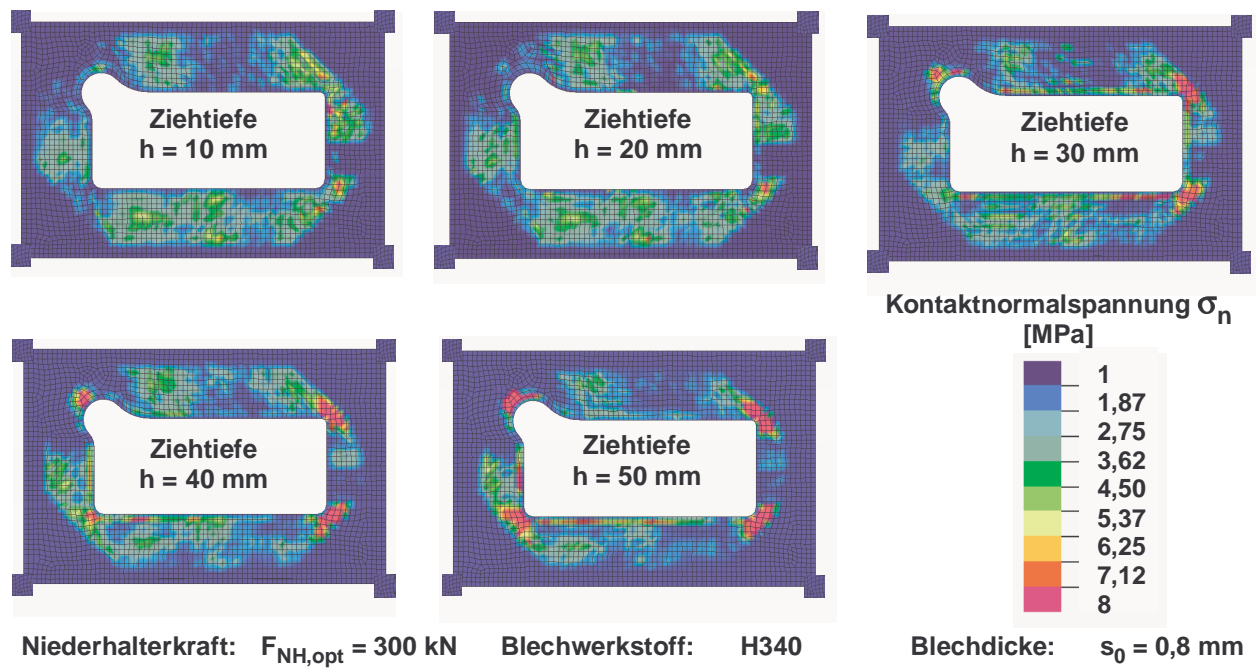 Ziehtiefe
h = 10 mm
Ziehtiefe
h = 20 mm
Ziehtiefe
h = 30 mm
Ziehtiefe
h = 40 mm
Ziehtiefe
h = 50 mm
Kontaktnormalspannung σn
[MPa]
1
1,87
2,75
3,62
4,50
5,37
6,25
7,12
8
Niederhalterkraft: FNH,opt = 300 kN Blechwerkstoff: H340 Blechdicke: s0 = 0,8 mm